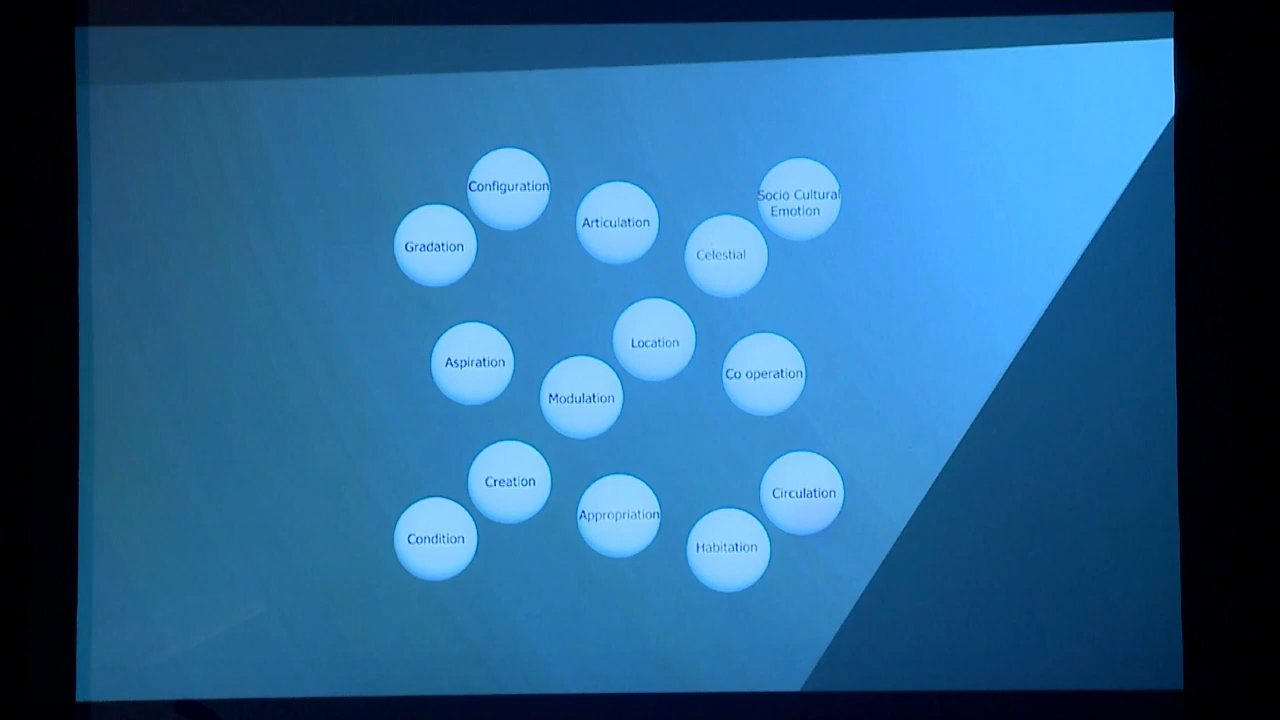 Configuration
Socio Cultural
Emotion
Articulation
Gradation
Celestial
Location
Aspiration
Co operation
Modulation
Creation
Circulation
Appropriation
Condition
Habitation